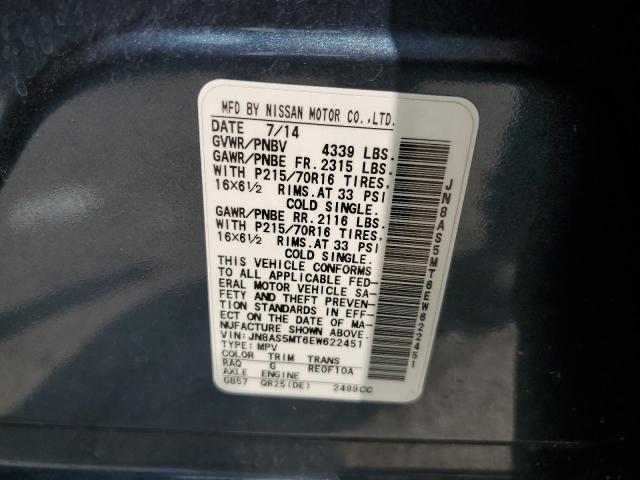 MFD BY NISSAN MOTOR CO.,LTD.
DATE 7/14
GVWR/PNBV 4339 LBS.
GAWR/PNBE FR. 2315 LBS.
WITH P215/70R16 TIRES,
16X6½ RIMS. AT 33 PSI
COLD SINGLE.
GAWR/PNBE RR. 2116 LBS.
WITH P215/70R16 TIRES,
16X6½ RIMS. AT 33 PSI
COLD SINGLE.
THIS VEHICLE CONFORMS
TO ALL APPLICABLE FED-
ERAL MOTOR VEHICLE SA-
FETY AND THEFT PREVEN-
TION STANDARDS IN EFF-
ECT ON THE DATE OF MA-
NUFACTURE SHOWN ABOVE.
VIN:JN8AS5MT6EW622451
TYPE: MPV
COLOR TRIM TRANS
RAQ G RE0F10A
AXLE ENGINE
GB57 QR25(DE) 2488CC
JN8AS5MT6EW622451